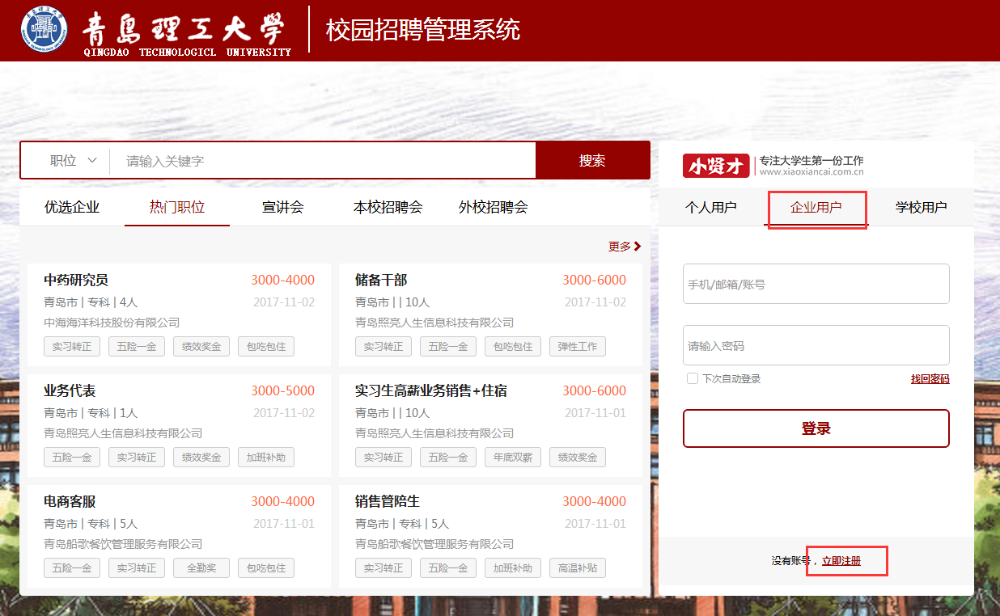 青岛理工大學
QINGDAO TECHNOLOGICL UNIVERSITY
校园招聘管理系统
职位 请输入关键字 搜索
优选企业 热门职位 宣讲会 本校招聘会 外校招聘会
更多
中药研究员 3000-4000
青岛市 | 专科 | 4人 2017-11-02
中海海洋科技股份有限公司
实习转正 五险一金 绩效奖金 包吃包住
储备干部 3000-6000
青岛市 | | 10人 2017-11-02
青岛照亮人生信息科技有限公司
实习转正 五险一金 包吃包住 弹性工作
业务代表 3000-5000
青岛市 | 专科 | 1人 2017-11-02
青岛照亮人生信息科技有限公司
五险一金 实习转正 绩效奖金 加班补助
实习生高薪业务销售+住宿 3000-6000
青岛市 | | 10人 2017-11-01
青岛照亮人生信息科技有限公司
实习转正 五险一金 年底双薪 绩效奖金
电商客服 3000-4000
青岛市 | 专科 | 5人 2017-11-01
青岛船歌餐饮管理服务有限公司
五险一金 实习转正 全勤奖 包吃包住
销售管陪生 3000-4000
青岛市 | 专科 | 5人 2017-11-01
青岛船歌餐饮管理服务有限公司
实习转正 五险一金 加班补助 高温补贴
小贤才 专注大学生第一份工作
www.xiaoxiancai.com.cn
个人用户 企业用户 学校用户
手机/邮箱/账号
请输入密码
下次自动登录 找回密码
登录
没有账号，立即注册